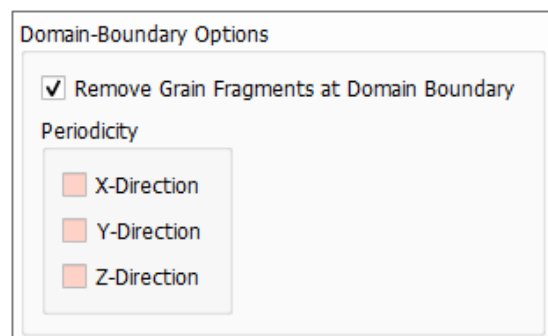 Domain-Boundary Options
Remove Grain Fragments at Domain Boundary
Periodicity
X-Direction
Y-Direction
Z-Direction